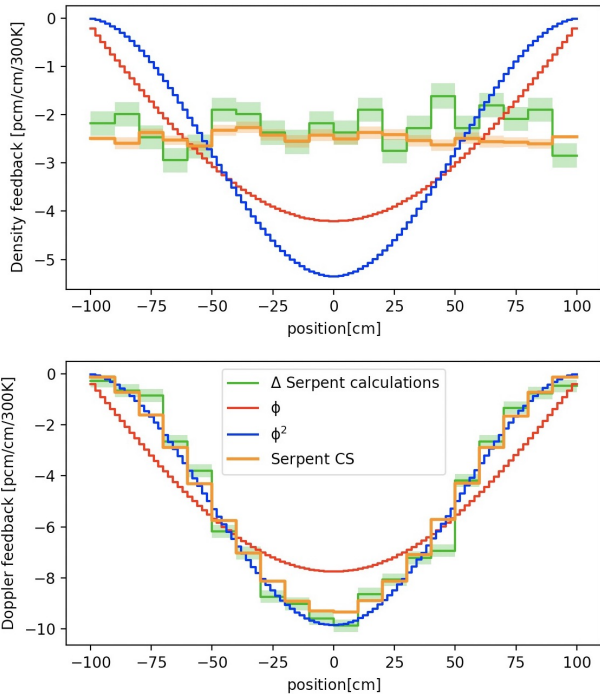 0
−1
−2
−3
−4
−5
Density feedback [pcm/cm/300K]
−100 −75 −50 −25 0 25 50 75 100
position[cm]
0
−2
−4
−6
−8
−10
Doppler feedback [pcm/cm/300K]
Δ Serpent calculations
ϕ
ϕ²
Serpent CS
−100 −75 −50 −25 0 25 50 75 100
position[cm]